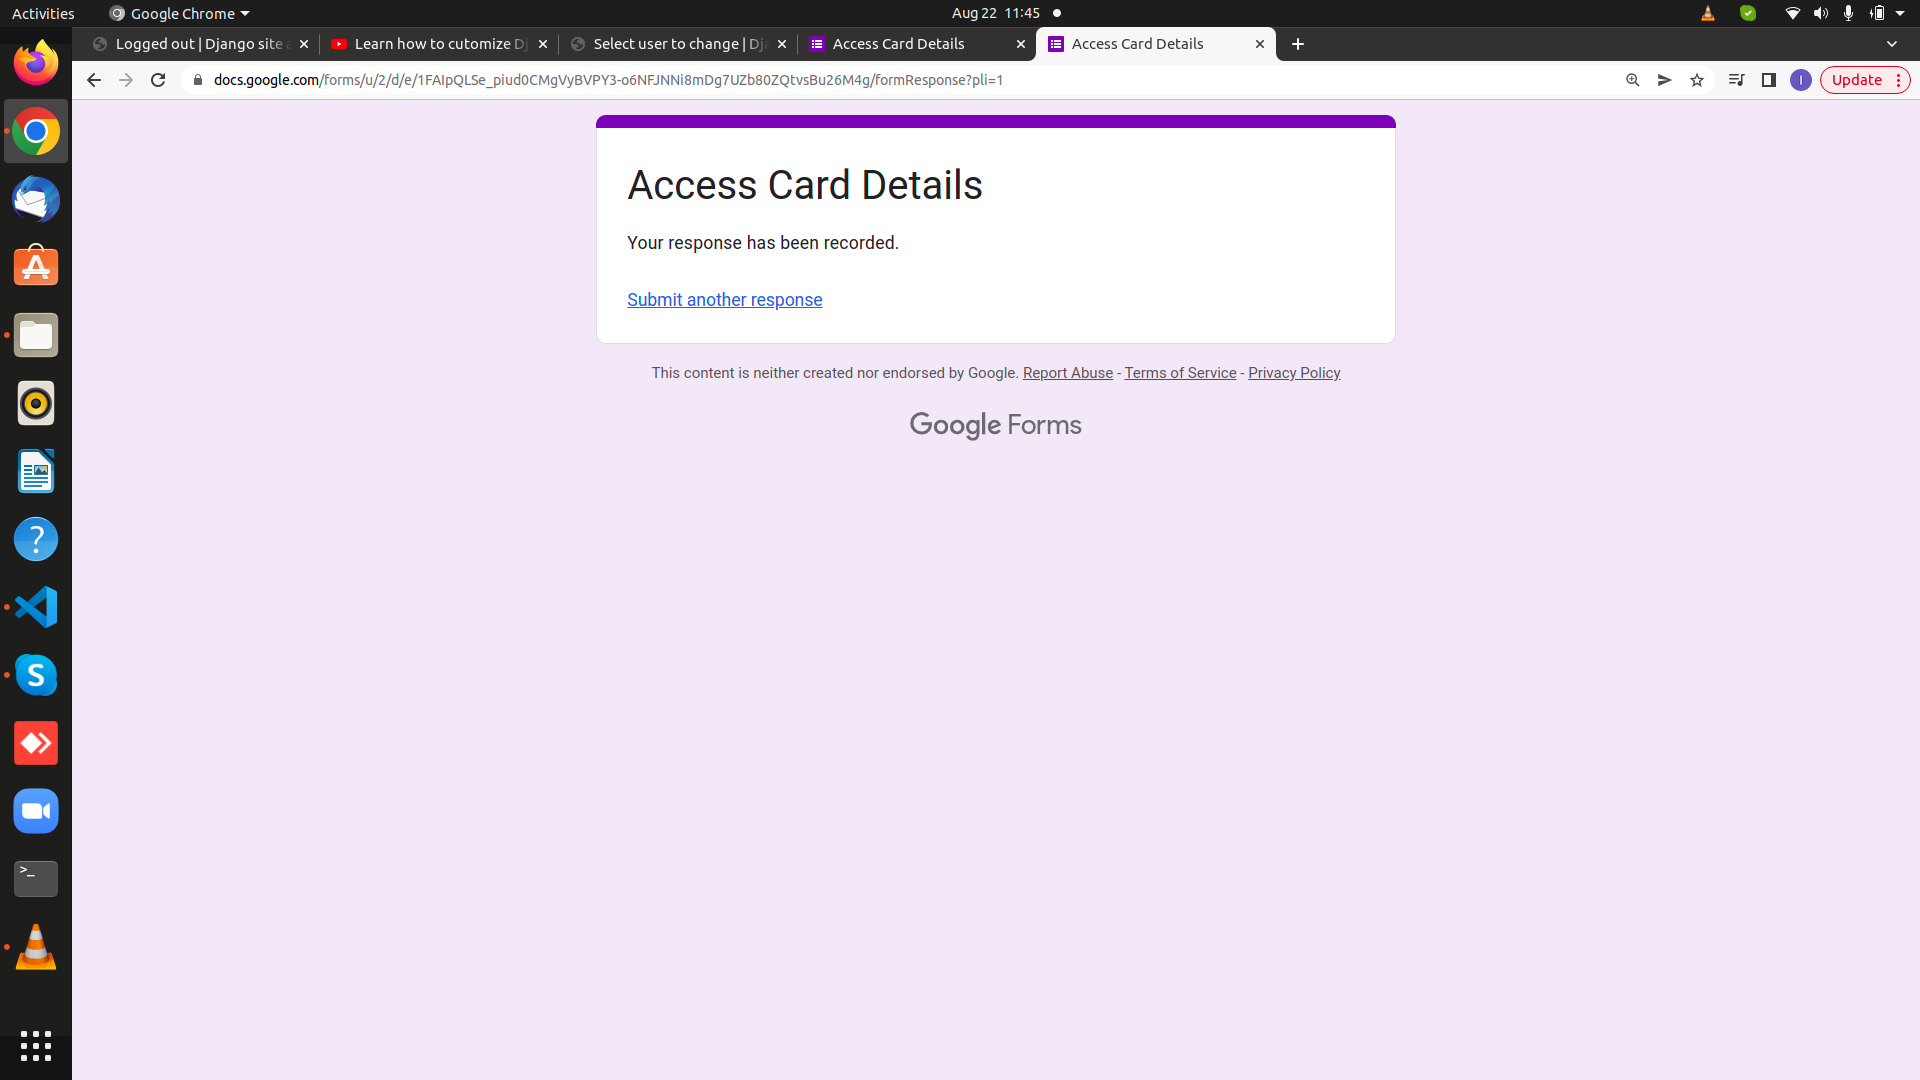 Activities
Google Chrome
Aug 22 11:45
Logged out | Django site
Learn how to cutomize
Select user to change |
Access Card Details
Access Card Details
docs.google.com/forms/u/2/d/e/1FAIpQLSe_piud0CMgVyBVPY3-o6NFJNNi8mDg7UZb80ZQtvsBu26M4g/formResponse?pli=1
I
Update
Access Card Details
Your response has been recorded.
Submit another response
This content is neither created nor endorsed by Google. Report Abuse - Terms of Service - Privacy Policy
Google Forms
?
S
>_